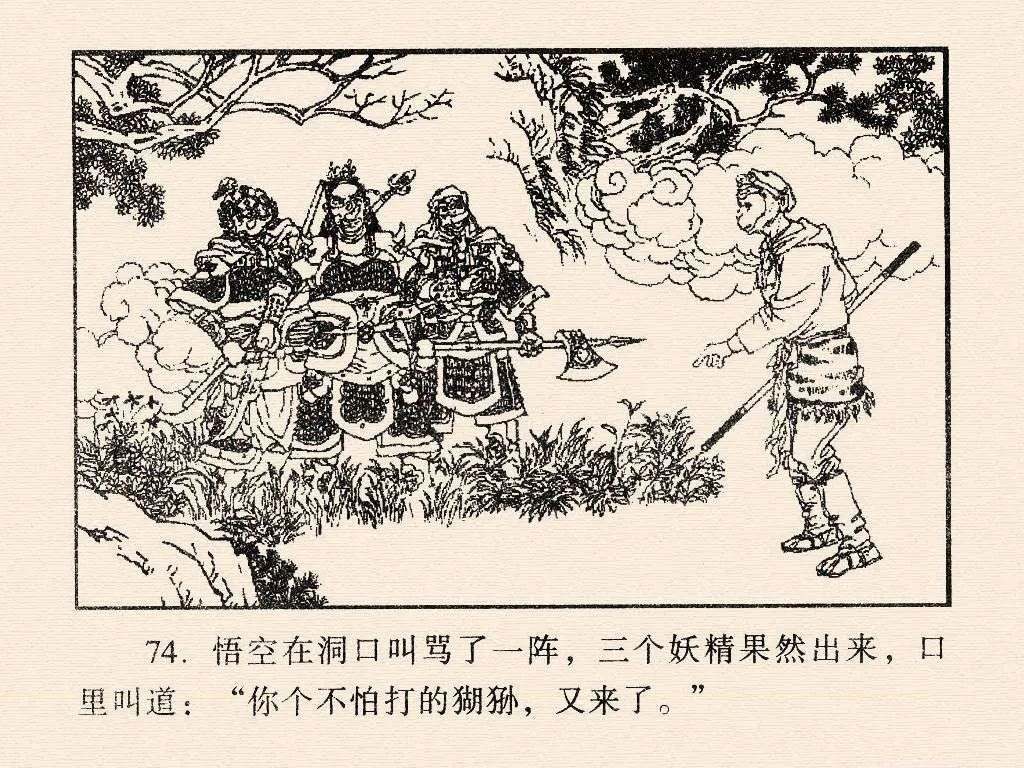 74. 悟空在洞口叫骂了一阵，三个妖精果然出来，口
里叫道：“你个不怕打的猢狲，又来了。”